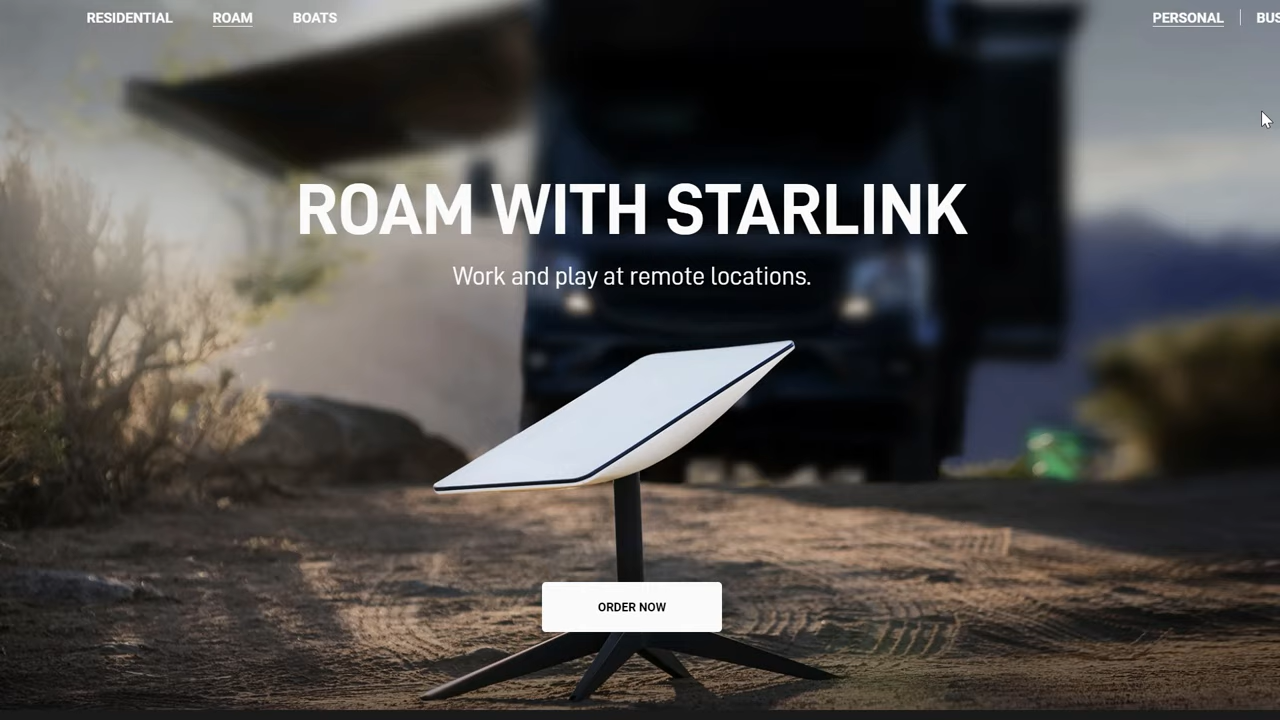 RESIDENTIAL ROAM BOATS PERSONAL
ROAM WITH STARLINK
Work and play at remote locations.
ORDER NOW